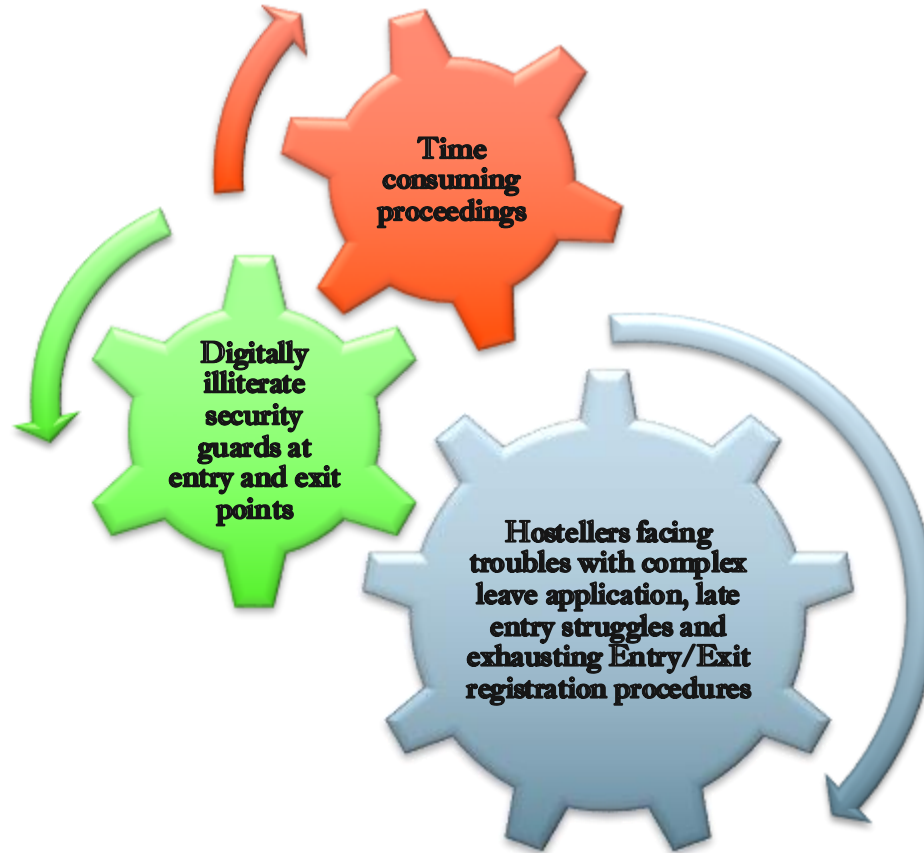 Time
consuming
proceedings
Digitally
illiterate
security
guards at
entry and exit
points
Hostellers facing
troubles with complex
leave application, late
entry struggles and
exhausting Entry/Exit
registration procedures